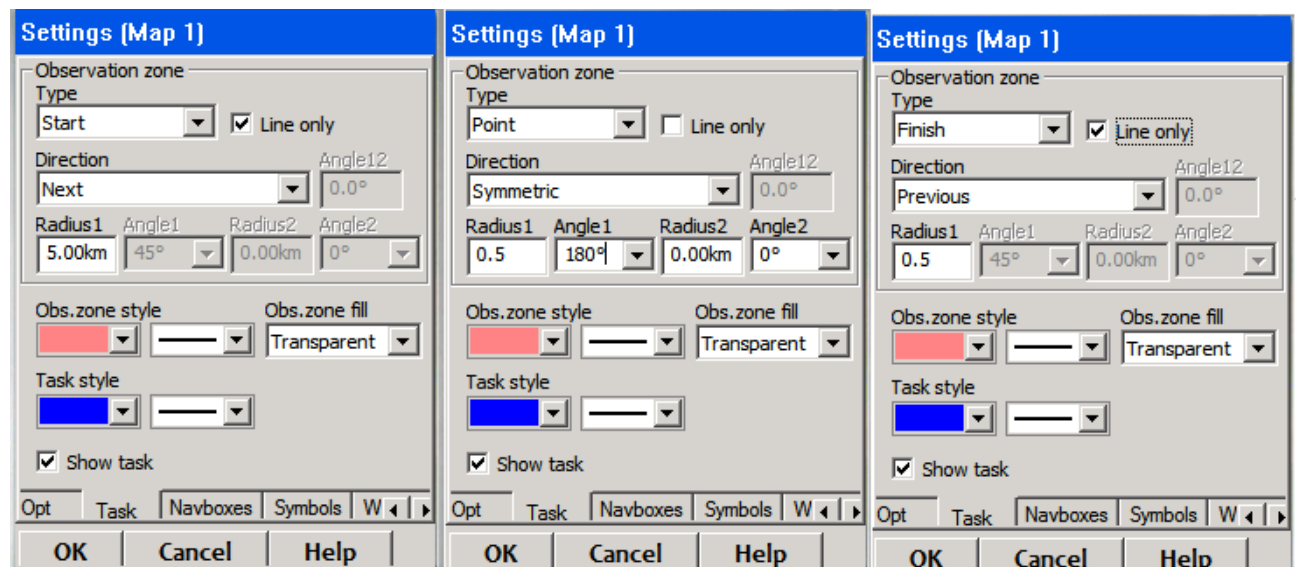 Settings (Map 1)
Observation zone
Type
Start Line only
Direction Angle12
Next 0.0°
Radius1 Angle1 Radius2 Angle2
5.00km 45° 0.00km 0°
Obs.zone style Obs.zone fill
Transparent
Task style
Show task
Opt Task Navboxes Symbols W
OK Cancel Help
Settings (Map 1)
Observation zone
Type
Point Line only
Direction Angle12
Symmetric 0.0°
Radius1 Angle1 Radius2 Angle2
0.5 180° 0.00km 0°
Obs.zone style Obs.zone fill
Transparent
Task style
Show task
Opt Task Navboxes Symbols W
OK Cancel Help
Settings (Map 1)
Observation zone
Type
Finish Line only
Direction Angle12
Previous 0.0°
Radius1 Angle1 Radius2 Angle2
0.5 45° 0.00km 0°
Obs.zone style Obs.zone fill
Transparent
Task style
Show task
Opt Task Navboxes Symbols W
OK Cancel Help